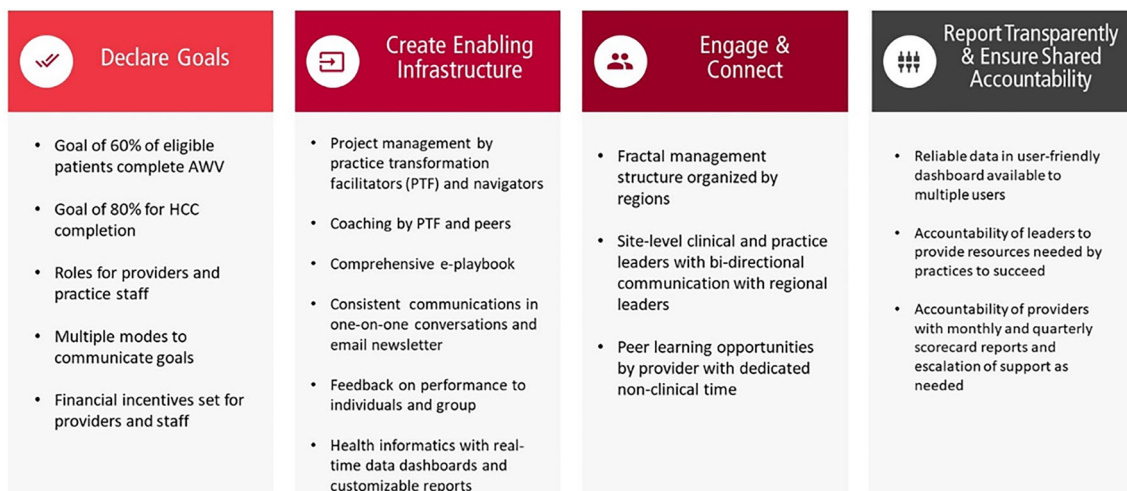 Declare Goals
• Goal of 60% of eligible
patients complete AWV
• Goal of 80% for HCC
completion
• Roles for providers and
practice staff
• Multiple modes to
communicate goals
• Financial incentives set for
providers and staff
Create Enabling
Infrastructure
• Project management by
practice transformation
facilitators (PTF) and navigators
• Coaching by PTF and peers
• Comprehensive e-playbook
• Consistent communications in
one-on-one conversations and
email newsletter
• Feedback on performance to
individuals and group
• Health informatics with real-
time data dashboards and
customizable reports
Engage &
Connect
• Fractal management
structure organized by
regions
• Site-level clinical and practice
leaders with bi-directional
communication with regional
leaders
• Peer learning opportunities
by provider with dedicated
non-clinical time
Report Transparently
& Ensure Shared
Accountability
• Reliable data in user-friendly
dashboard available to
multiple users
• Accountability of leaders to
provide resources needed by
practices to succeed
• Accountability of providers
with monthly and quarterly
scorecard reports and
escalation of support as
needed